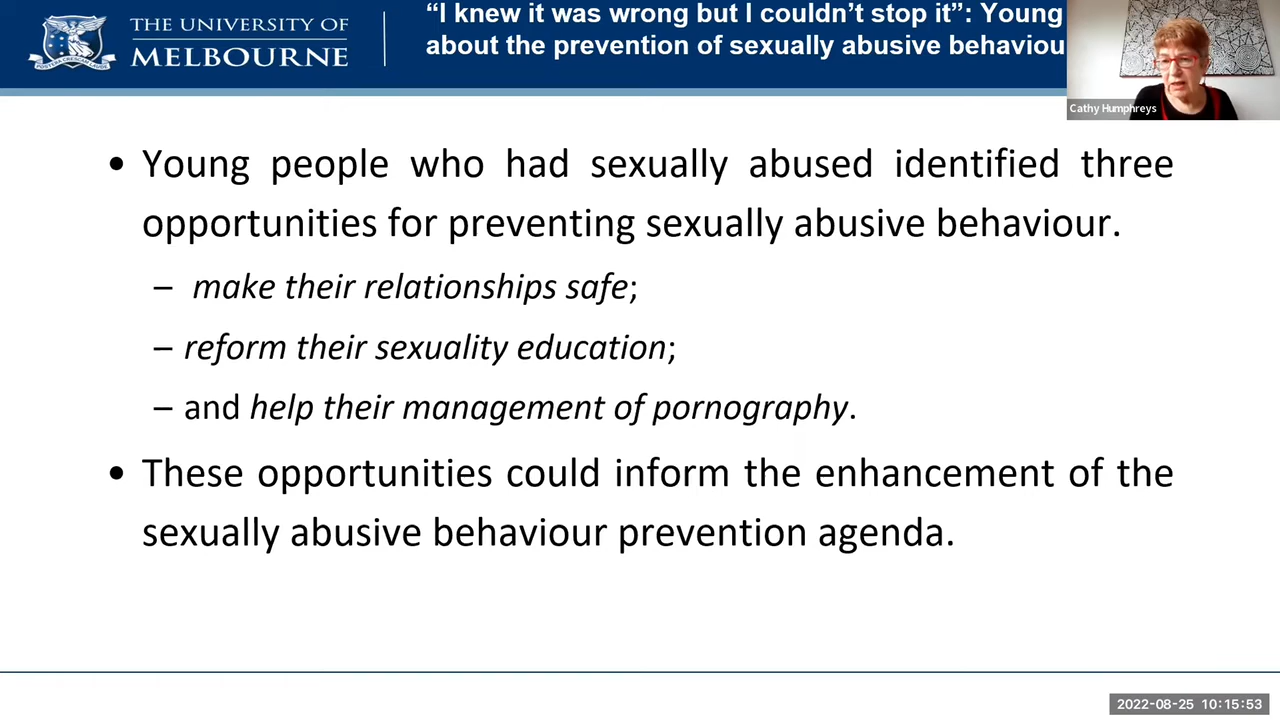 THE UNIVERSITY OF
MELBOURNE
“I knew it was wrong but I couldn’t stop it”: Young
about the prevention of sexually abusive behaviou
Cathy Humphreys
• Young people who had sexually abused identified three
opportunities for preventing sexually abusive behaviour.
– make their relationships safe;
– reform their sexuality education;
– and help their management of pornography.
• These opportunities could inform the enhancement of the
sexually abusive behaviour prevention agenda.
2022-08-25 10:15:53